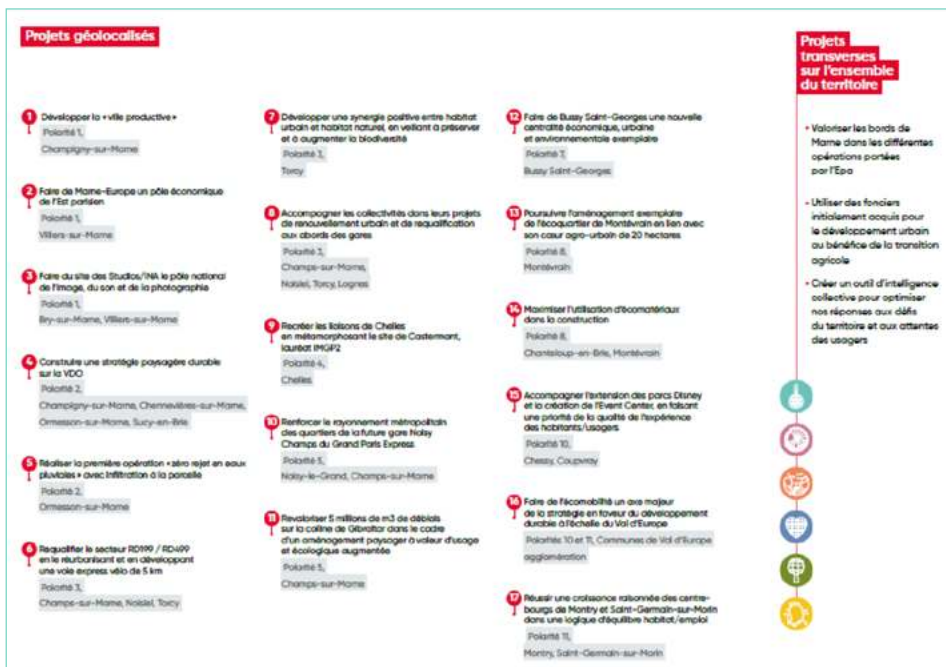 Projets géolocalisés
1 Développer la «ville productive»
Polarité 1,
Champigny-sur-Marne
2 Faire de Marne-Europe un pôle économique
de l'Est parisien
Polarité 1,
Villiers-sur-Marne
3 Faire du site des Studios/INA le pôle national
de l'image, du son et de la photographie
Polarité 1,
Bry-sur-Marne, Villiers-sur-Marne
4 Construire une stratégie paysagère durable
sur la VDO
Polarité 2,
Champigny-sur-Marne, Chennevières-sur-Marne,
Ormesson-sur-Marne, Sucy-en-Brie
5 Réaliser la première opération «zéro rejet en eaux
pluviales» avec infiltration à la parcelle
Polarité 2,
Ormesson-sur-Marne
6 Requalifier le secteur RD199 / RD499
en le réurbanisant et en développant
une voie express vélo de 5 km
Polarité 3,
Champs-sur-Marne, Noisiel, Torcy
7 Développer une synergie positive entre habitat
urbain et habitat naturel, en veillant à préserver
et à augmenter la biodiversité
Polarité 3,
Torcy
8 Accompagner les collectivités dans leurs projets
de renouvellement urbain et de requalification
aux abords des gares
Polarité 3,
Champs-sur-Marne,
Noisiel, Torcy, Lognes
9 Recréer les liaisons de Chelles
en métamorphosant le site de Castermant,
lauréat IMGP2
Polarité 4,
Chelles
10 Renforcer le rayonnement métropolitain
des quartiers de la future gare Noisy
Champs du Grand Paris Express
Polarité 5,
Noisy-le-Grand, Champs-sur-Marne
11 Revaloriser 5 millions de m3 de déblais
sur la colline de Gibraltar dans le cadre
d'un aménagement paysager à valeur d'usage
et écologique augmentée
Polarité 5,
Champs-sur-Marne
12 Faire de Bussy Saint-Georges une nouvelle
centralité économique, urbaine
et environnementale exemplaire
Polarité 7,
Bussy Saint-Georges
13 Poursuivre l'aménagement exemplaire
de l'écoquartier de Montévrain en lien avec
son cœur agro-urbain de 20 hectares
Polarité 8,
Montévrain
14 Maximiser l'utilisation d'écomatériaux
dans la construction
Polarité 8,
Chanteloup-en-Brie, Montévrain
15 Accompagner l'extension des parcs Disney
et la création de l'Event Center, en faisant
une priorité de la qualité de l'expérience
des habitants/usagers
Polarité 10,
Chessy, Coupvray
16 Faire de l'écomobilité un axe majeur
de la stratégie en faveur du développement
durable à l'échelle du Val d'Europe
Polarités 10 et 11, Communes de Val d'Europe
agglomération
17 Réussir une croissance raisonnée des centre-
bourgs de Montry et Saint-Germain-sur-Morin
dans une logique d'équilibre habitat/emploi
Polarité 11,
Montry, Saint-Germain-sur-Morin
Projets
transverses
sur l'ensemble
du territoire
• Valoriser les bords de
Marne dans les différentes
opérations portées
par l'Epa
• Utiliser des fonciers
initialement acquis pour
le développement urbain
au bénéfice de la transition
agricole
• Créer un outil d'intelligence
collective pour optimiser
nos réponses aux défis
du territoire et aux attentes
des usagers